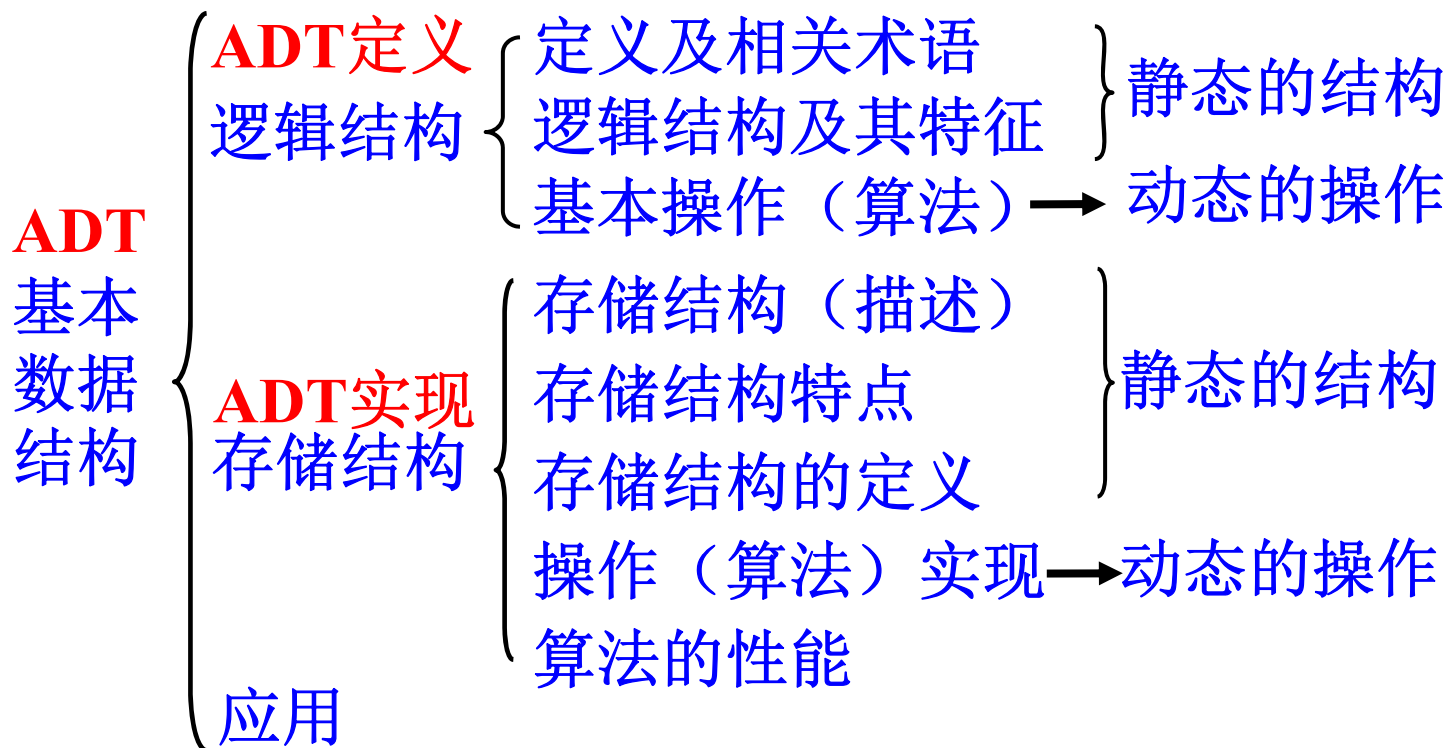 ADT
基本
数据
结构
ADT定义
逻辑结构
定义及相关术语
逻辑结构及其特征
静态的结构
基本操作（算法）
动态的操作
ADT实现
存储结构
存储结构（描述）
存储结构特点
存储结构的定义
静态的结构
操作（算法）实现
动态的操作
算法的性能
应用